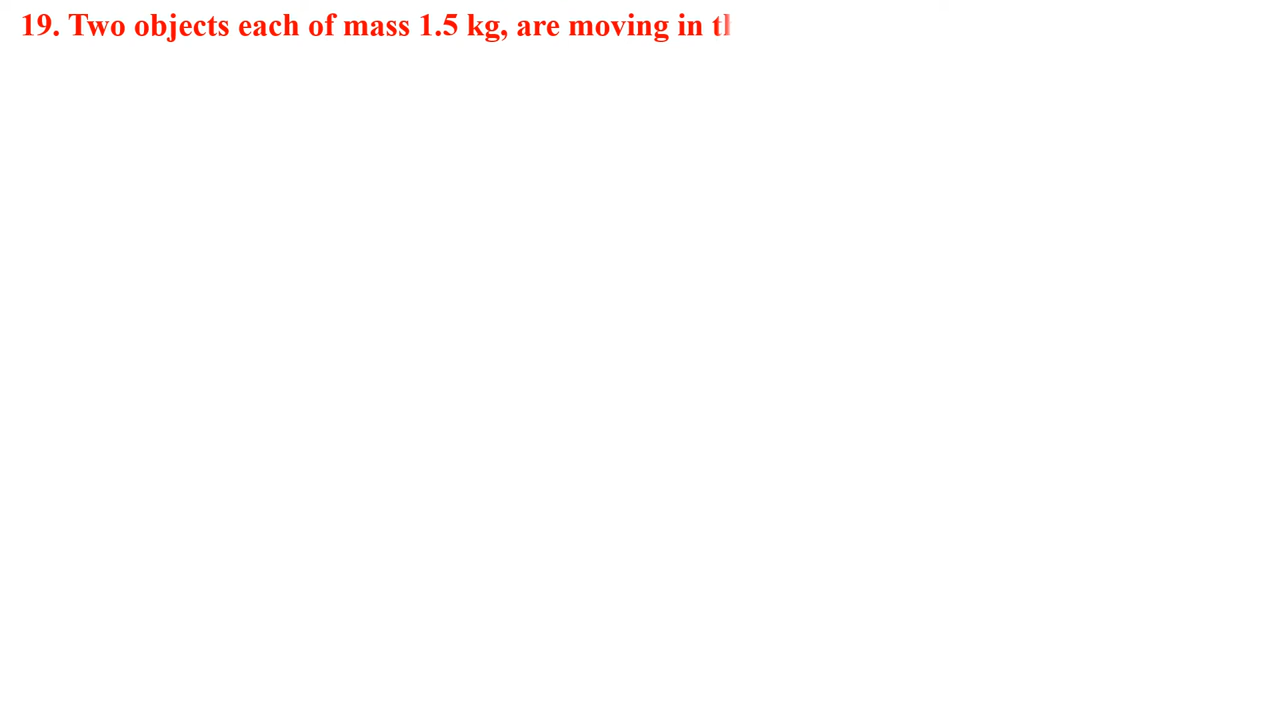 19. Two objects each of mass 1.5 kg, are moving in